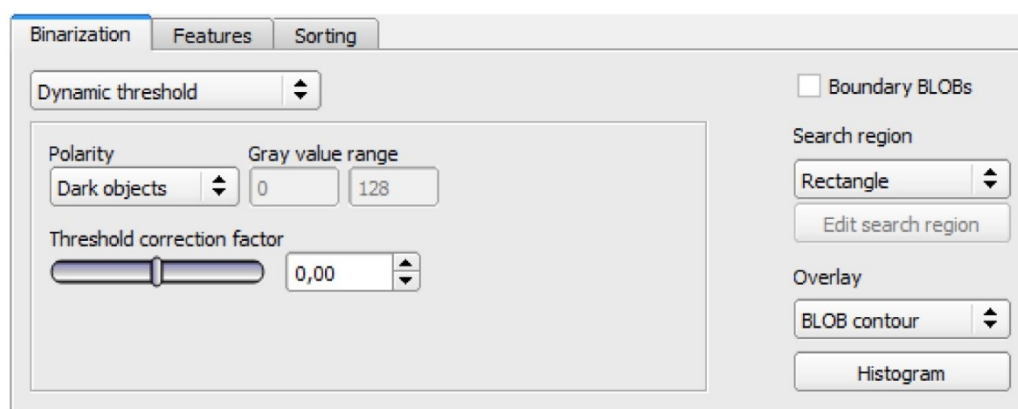 Binarization Features Sorting
Dynamic threshold
Boundary BLOBs
Polarity Gray value range
Dark objects 0 128
Threshold correction factor
0,00
Search region
Rectangle
Edit search region
Overlay
BLOB contour
Histogram